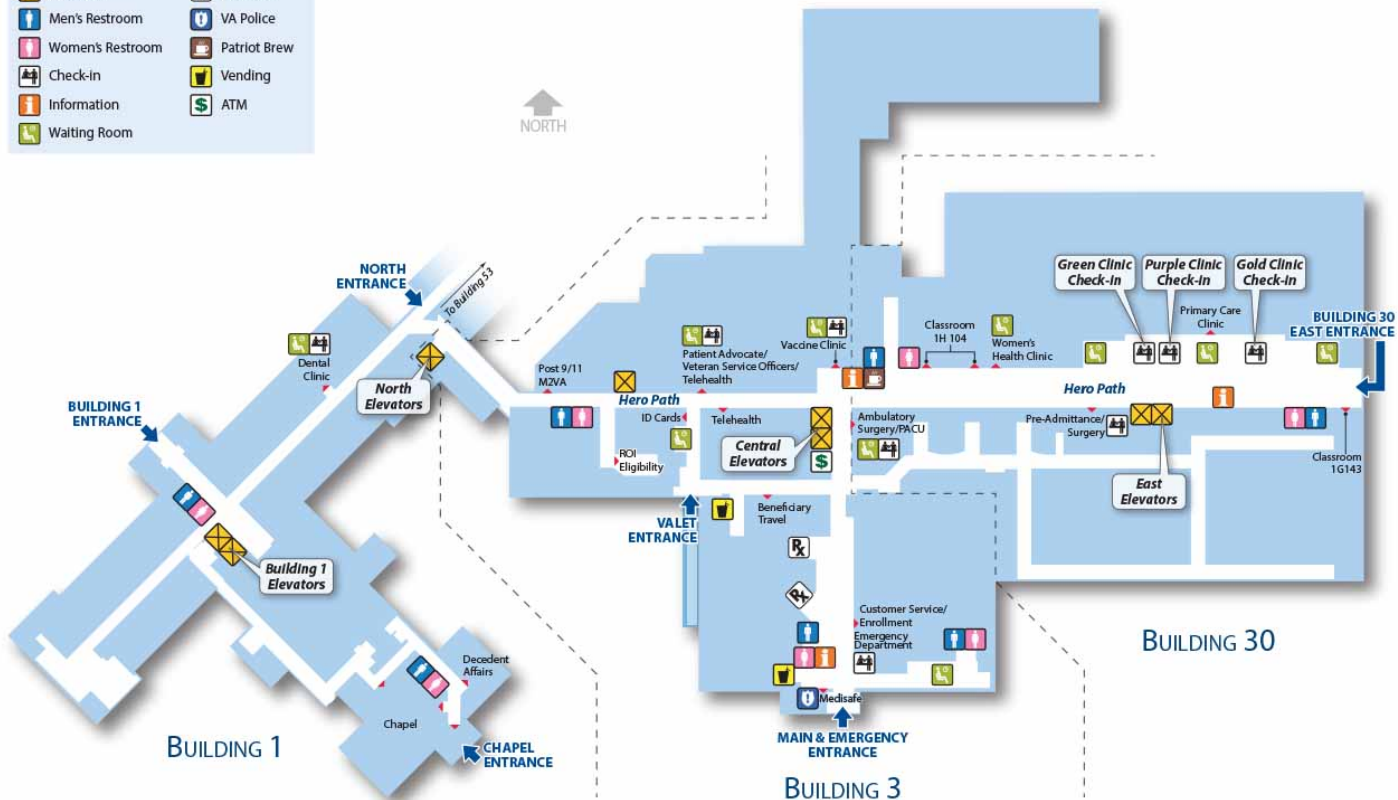 Men's Restroom
VA Police
Women's Restroom
Patriot Brew
Check-in
Vending
Information
$ ATM
Waiting Room
NORTH
NORTH
ENTRANCE
To Building 53
Dental
Clinic
North
Elevators
BUILDING 1
ENTRANCE
Building 1
Elevators
Decedent
Affairs
Chapel
CHAPEL
ENTRANCE
BUILDING 1
Post 9/11
M2VA
Hero Path
Patient Advocate/
Veteran Service Officers/
Telehealth
ID Cards
Telehealth
ROI
Eligibility
Central
Elevators
$
Vaccine Clinic
Ambulatory
Surgery/PACU
VALET
ENTRANCE
Beneficiary
Travel
Rx
Rx
Customer Service/
Enrollment
Emergency
Department
Medisafe
MAIN & EMERGENCY
ENTRANCE
BUILDING 3
Classroom
1H 104
Women's
Health Clinic
Green Clinic
Check-In
Purple Clinic
Check-In
Gold Clinic
Check-In
Primary Care
Clinic
BUILDING 30
EAST ENTRANCE
Hero Path
Pre-Admittance/
Surgery
East
Elevators
Classroom
1G143
BUILDING 30